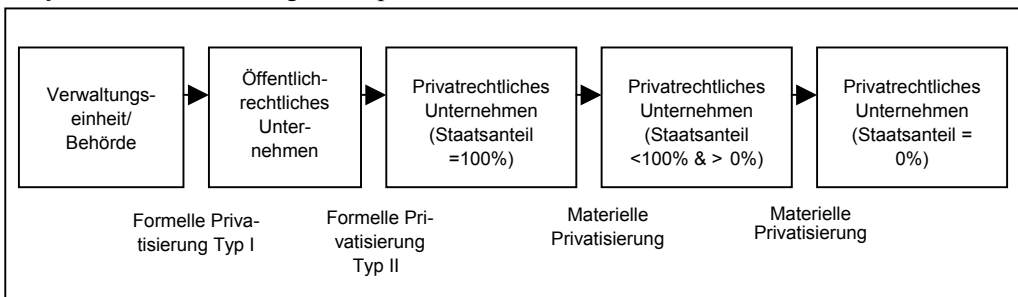 Verwaltungs-
einheit/
Behörde
Öffentlich-
rechtliches
Unter-
nehmen
Privatrechtliches
Unternehmen
(Staatsanteil
=100%)
Privatrechtliches
Unternehmen
(Staatsanteil
<100% & > 0%)
Privatrechtliches
Unternehmen
(Staatsanteil =
0%)
Formelle Priva-
tisierung Typ I
Formelle Pri-
vatisierung
Typ II
Materielle
Privatisierung
Materielle
Privatisierung